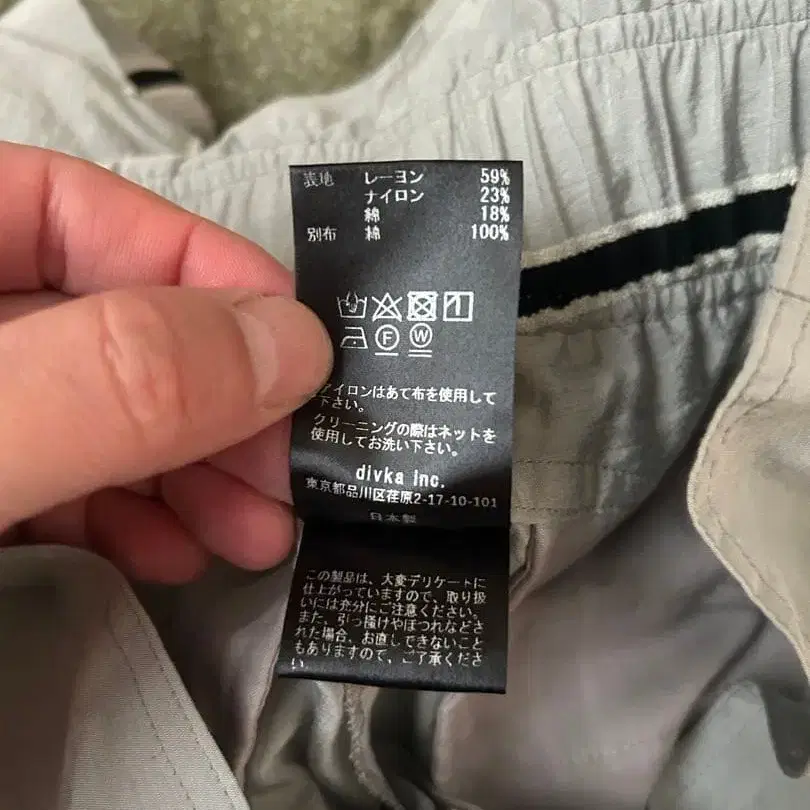 表地 レーヨン 59%
ナイロン 23%
綿 18%
別布 綿 100%
F W
アイロンはあて布を使用して
下さい。
クリーニングの際はネットを
使用してお洗い下さい。
divka inc.
東京都品川区荏原2-17-10-101
日本製
この製品は、大変デリケートに
仕上がっていますので、取り扱
いには充分にご注意ください。
また、引っ掻けやほつれなどさ
れた場合、お直しできないこと
もありますので、ご了承くださ
い。